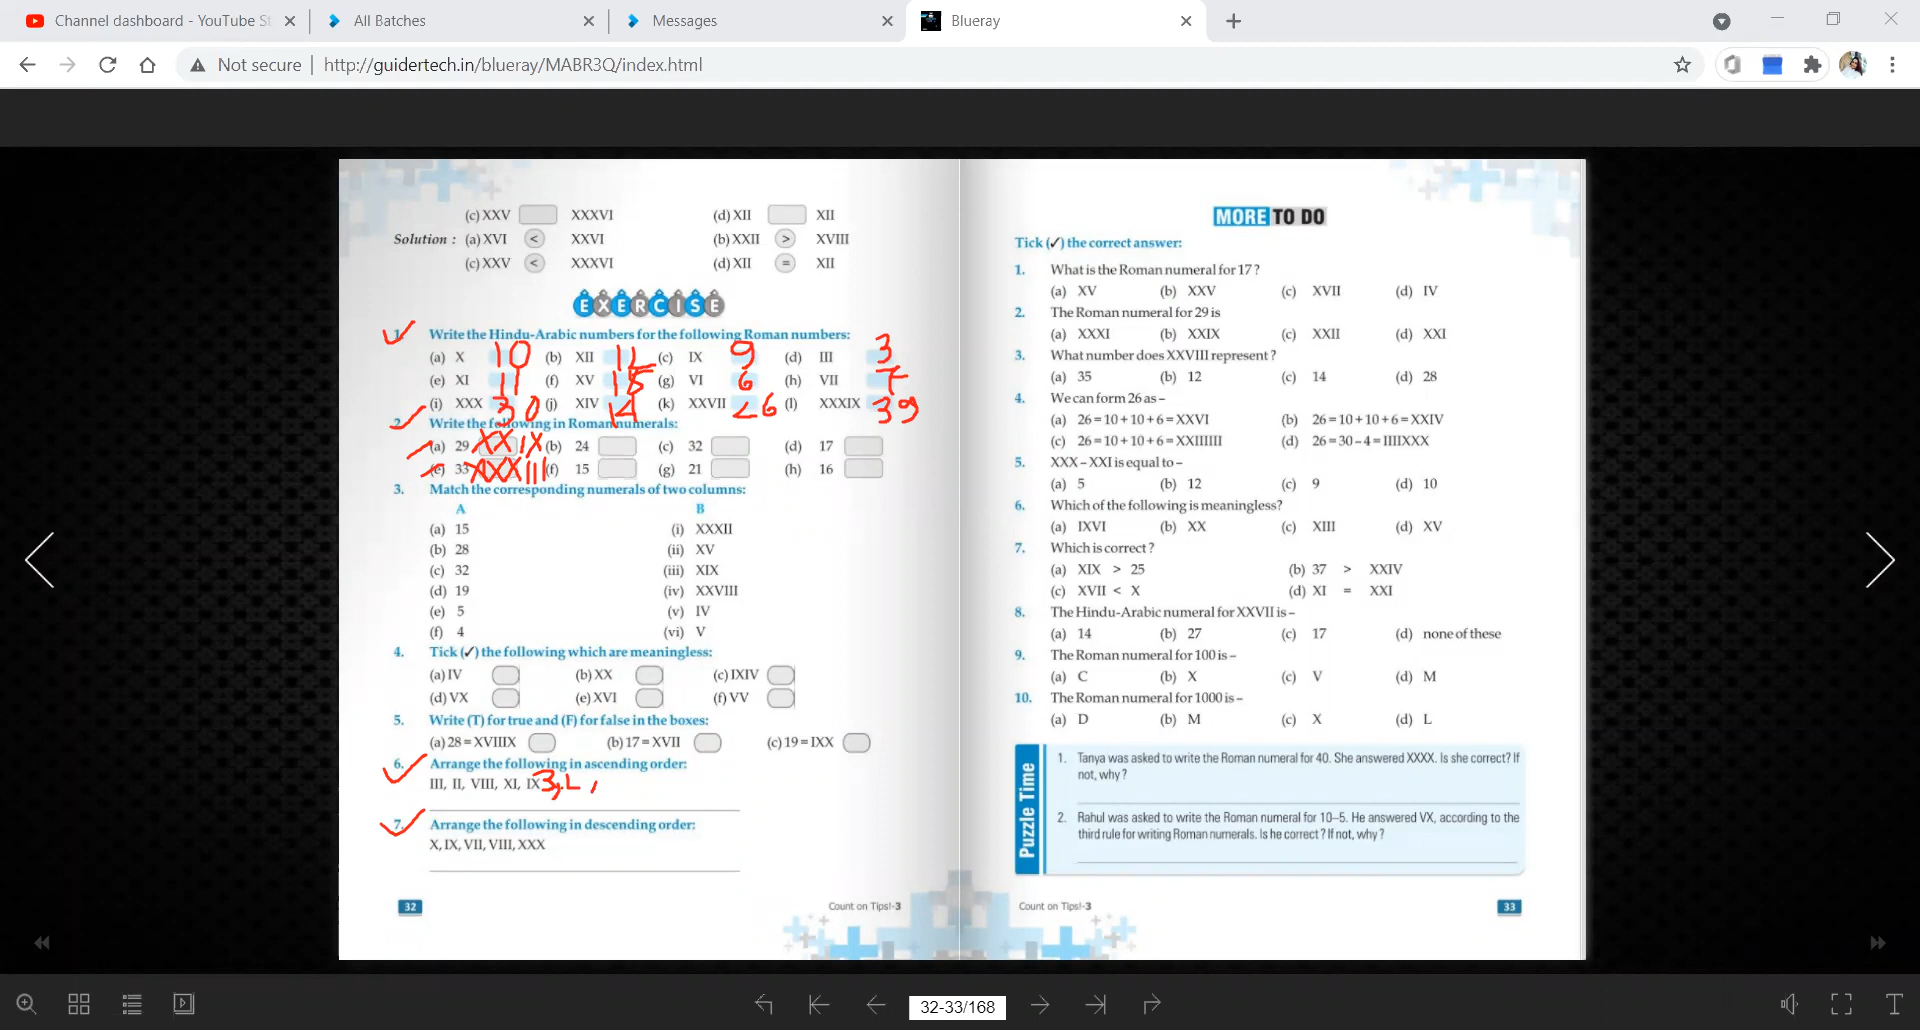 Channel dashboard - YouTube St
All Batches
Messages
Blueray
Not secure | http://guidertech.in/blueray/MABR3Q/index.html
(c) XXV XXXVI (d) XII XII
Solution : (a) XVI < XXVI (b) XXII > XVIII
(c) XXV < XXXVI (d) XII = XII
EXERCISE
1. Write the Hindu-Arabic numbers for the following Roman numbers:
(a) X 10 (b) XII (c) IX 9 (d) III 3
(e) XI 11 (f) XV 15 (g) VI 6 (h) VII 7
(i) XXX 30 (j) XIV 14 (k) XXVII 26 (l) XXXIX 39
2. Write the following in Roman numerals:
(a) 29 XXIX (b) 24 (c) 32 (d) 17
(e) 33 XXXIII (f) 15 (g) 21 (h) 16
3. Match the corresponding numerals of two columns:
A B
(a) 15 (i) XXXII
(b) 28 (ii) XV
(c) 32 (iii) XIX
(d) 19 (iv) XXVIII
(e) 5 (v) IV
(f) 4 (vi) V
4. Tick (✓) the following which are meaningless:
(a) IV (b) XX (c) IXIV
(d) VX (e) XVI (f) VV
5. Write (T) for true and (F) for false in the boxes:
(a) 28 = XVIIIX (b) 17 = XVII (c) 19 = IXX
6. Arrange the following in ascending order:
III, II, VIII, XI, IX 3,
7. Arrange the following in descending order:
X, IX, VII, VIII, XXX
32
Count on Tips!-3
MORE TO DO
Tick (✓) the correct answer:
1. What is the Roman numeral for 17?
(a) XV (b) XXV (c) XVII (d) IV
2. The Roman numeral for 29 is
(a) XXXI (b) XXIX (c) XXII (d) XXI
3. What number does XXVIII represent?
(a) 35 (b) 12 (c) 14 (d) 28
4. We can form 26 as –
(a) 26 = 10 + 10 + 6 = XXVI (b) 26 = 10 + 10 + 6 = XXIV
(c) 26 = 10 + 10 + 6 = XXIIIIII (d) 26 = 30 – 4 = IIIIXXX
5. XXX – XXI is equal to –
(a) 5 (b) 12 (c) 9 (d) 10
6. Which of the following is meaningless?
(a) IXVI (b) XX (c) XIII (d) XV
7. Which is correct?
(a) XIX > 25 (b) 37 > XXIV
(c) XVII < X (d) XI = XXI
8. The Hindu-Arabic numeral for XXVII is –
(a) 14 (b) 27 (c) 17 (d) none of these
9. The Roman numeral for 100 is –
(a) C (b) X (c) V (d) M
10. The Roman numeral for 1000 is –
(a) D (b) M (c) X (d) L
Puzzle Time
1. Tanya was asked to write the Roman numeral for 40. She answered XXXX. Is she correct? If
not, why?
2. Rahul was asked to write the Roman numeral for 10–5. He answered VX, according to the
third rule for writing Roman numerals. Is he correct? If not, why?
Count on Tips!-3
33
32-33/168